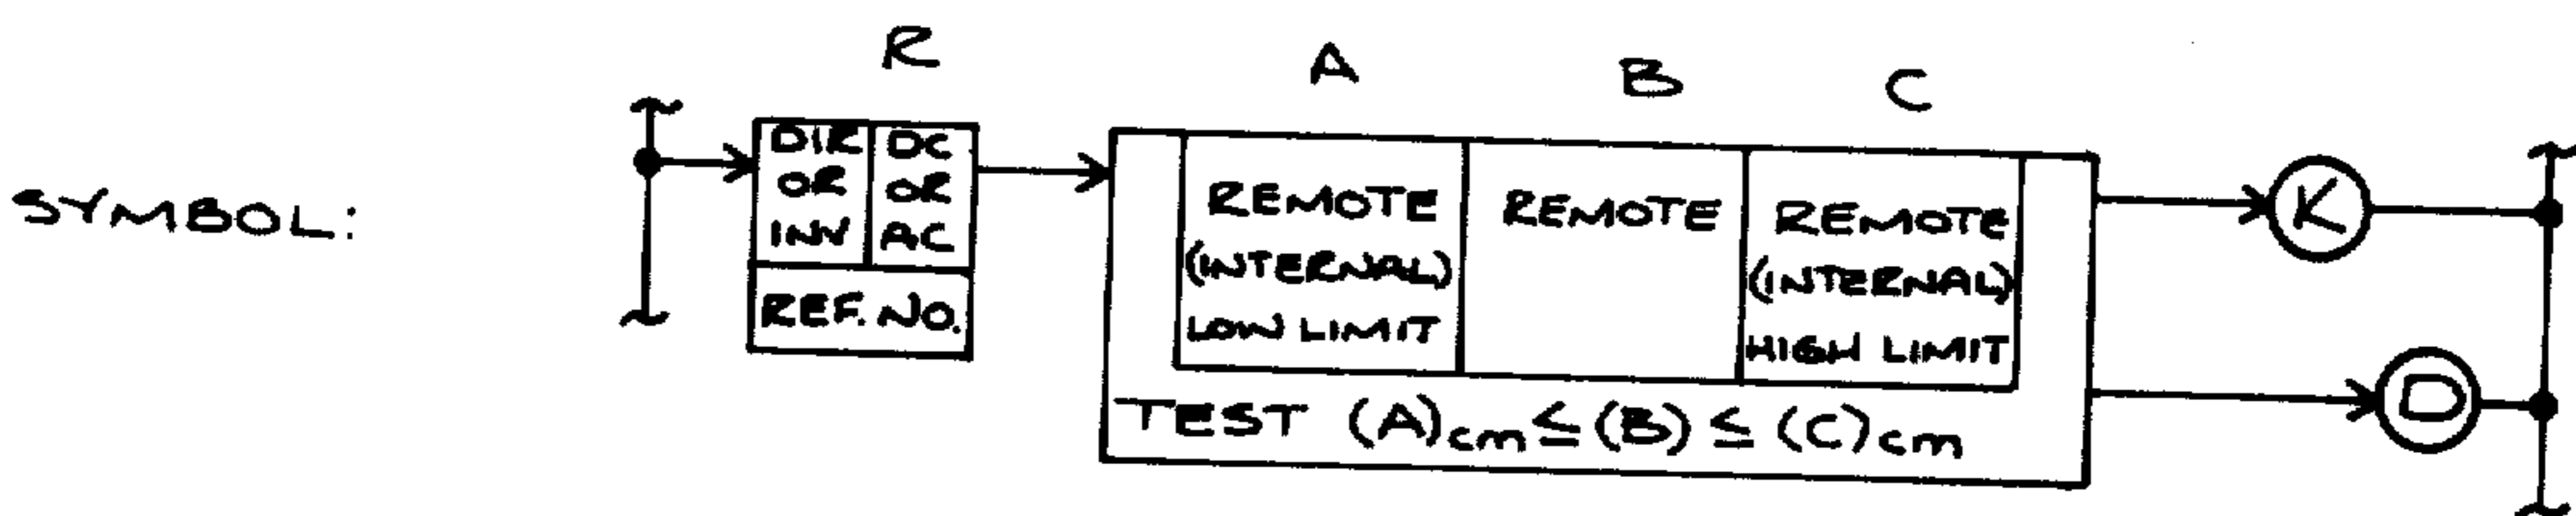 R A B C
SYMBOL:
DIR OR INV
DC OR AC
REF. NO.
REMOTE
(INTERNAL)
LOW LIMIT
REMOTE
REMOTE
(INTERNAL)
HIGH LIMIT
TEST (A)cm ≤ (B) ≤ (C)cm
K
D